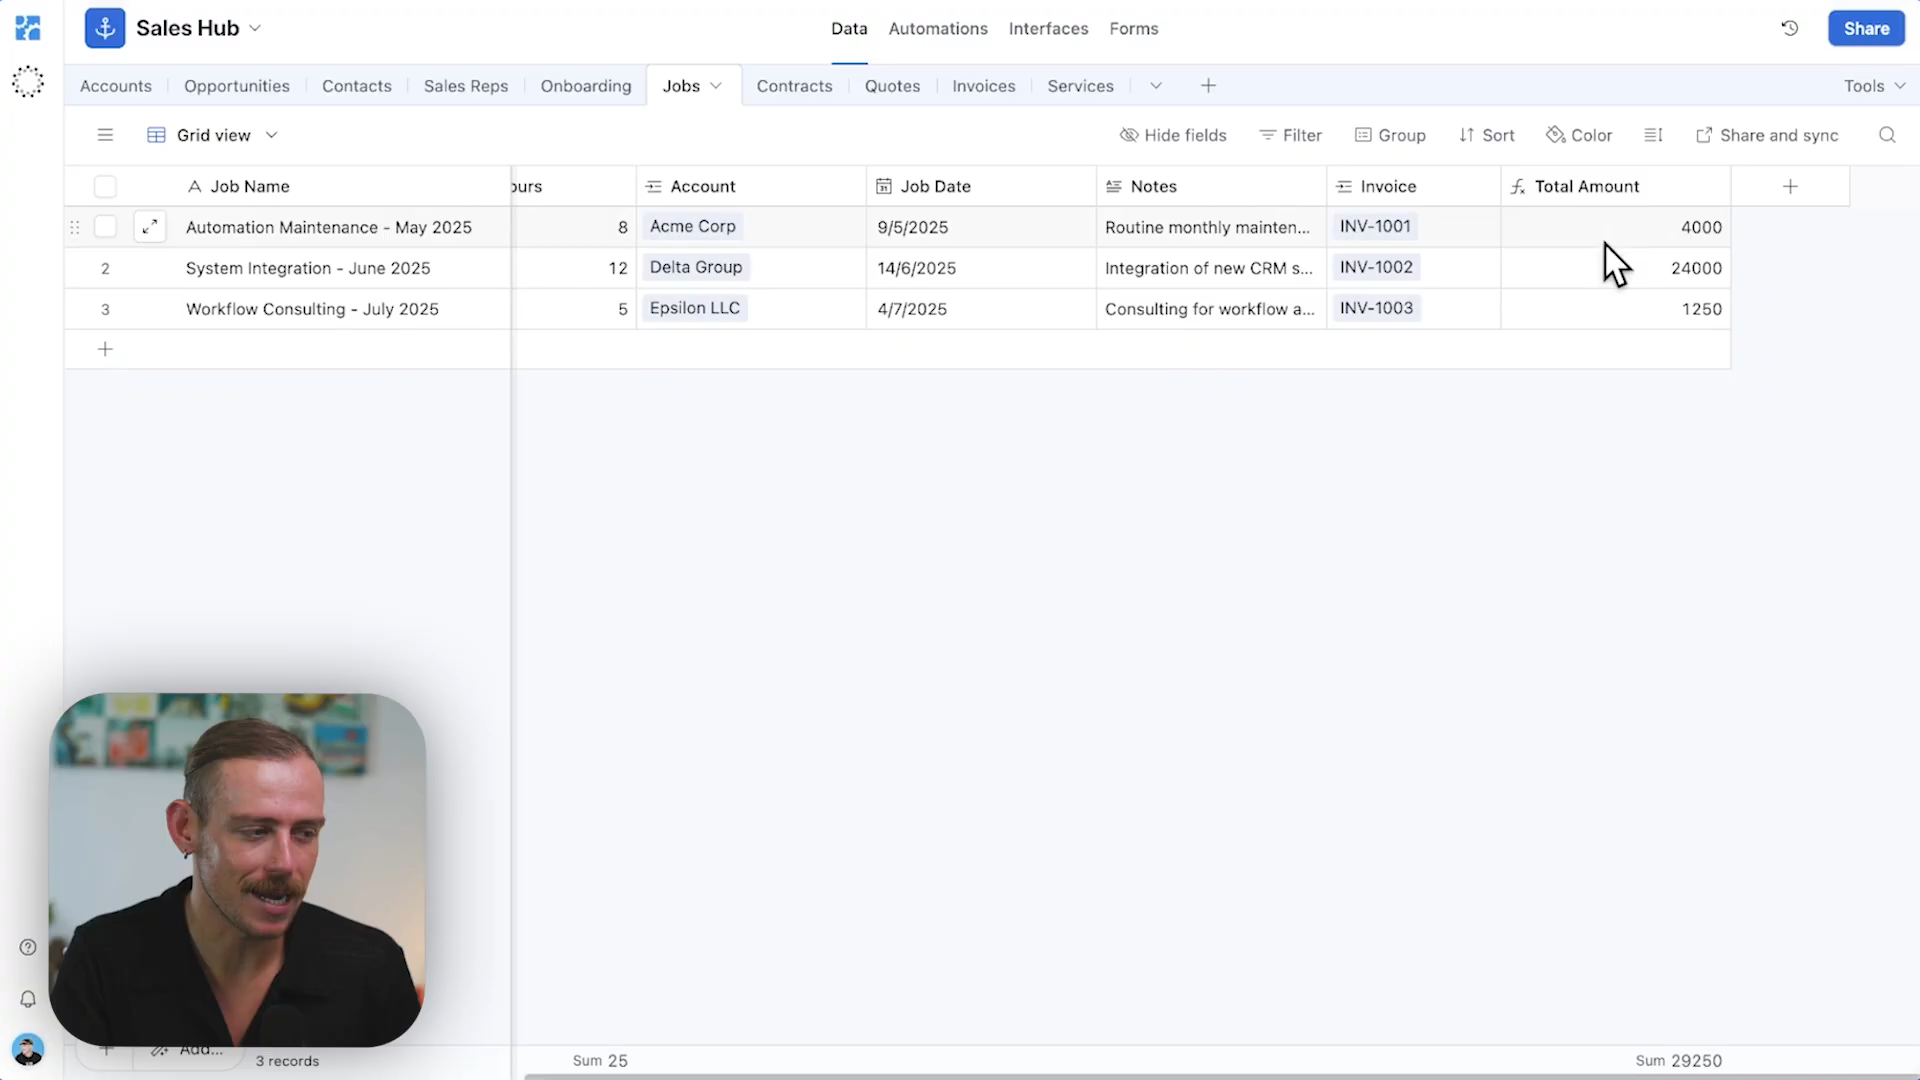 Sales Hub
Data Automations Interfaces Forms
Share
Accounts Opportunities Contacts Sales Reps Onboarding Jobs Contracts Quotes Invoices Services
Tools
Grid view
Hide fields Filter Group Sort Color Share and sync
Job Name ours Account Job Date Notes Invoice Total Amount
Automation Maintenance - May 2025 8 Acme Corp 9/5/2025 Routine monthly mainten... INV-1001 4000
2 System Integration - June 2025 12 Delta Group 14/6/2025 Integration of new CRM s... INV-1002 24000
3 Workflow Consulting - July 2025 5 Epsilon LLC 4/7/2025 Consulting for workflow a... INV-1003 1250
Add...
3 records Sum 25 Sum 29250